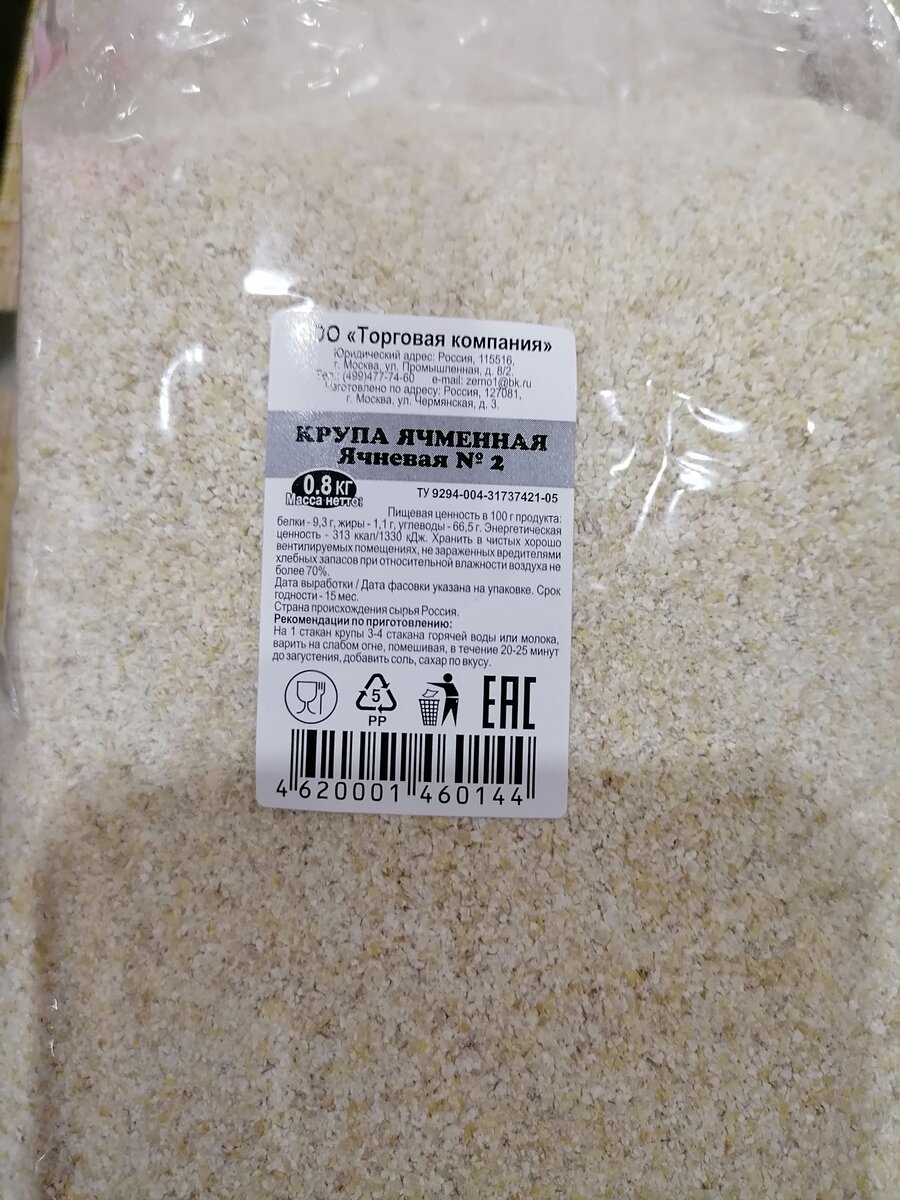 ОО «Торговая компания»
Юридический адрес: Россия, 115516,
г. Москва, ул. Промышленная, д. 8/2.
Тел.: (499)477-74-60 e-mail: zerno1@bk.ru
Изготовлено по адресу: Россия, 127081,
г. Москва, ул. Чермянская, д. 3.
КРУПА ЯЧМЕННАЯ
Ячневая № 2
0.8 кг
Масса нетто:
ТУ 9294-004-31737421-05
Пищевая ценность в 100 г продукта:
белки - 9,3 г, жиры - 1,1 г, углеводы - 66,5 г. Энергетическая
ценность - 313 ккал/1330 кДж. Хранить в чистых хорошо
вентилируемых помещениях, не зараженных вредителями
хлебных запасов при относительной влажности воздуха не
более 70%.
Дата выработки / Дата фасовки указана на упаковке. Срок
годности - 15 мес.
Страна происхождения сырья Россия.
Рекомендации по приготовлению:
На 1 стакан крупы 3-4 стакана горячей воды или молока,
варить на слабом огне, помешивая, в течение 20-25 минут
до загустения, добавить соль, сахар по вкусу.
5
PP
EAC
4 620001 460144